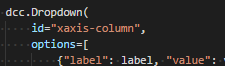 dcc.Dropdown(
id="xaxis-column",
options=[
{"label": label, "value":